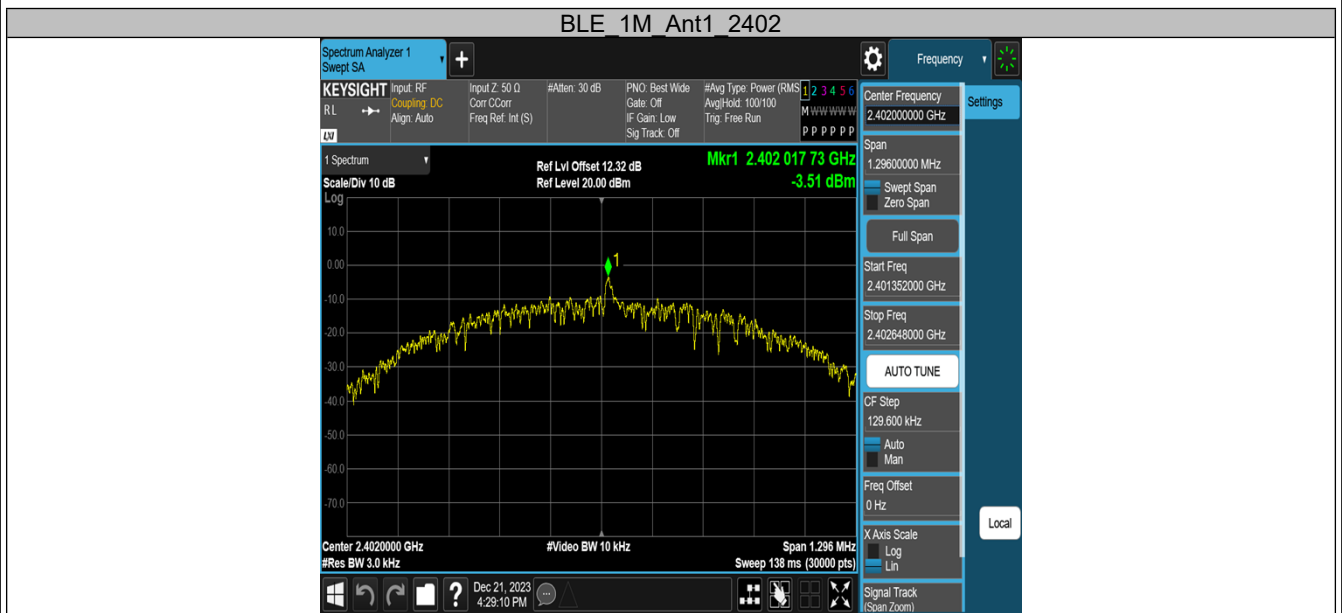 BLE_1M_Ant1_2402
Spectrum Analyzer 1
Swept SA
+
Frequency
KEYSIGHT
RL
LXI
Input: RF
Coupling: DC
Align: Auto
Input Z: 50 Ω
Corr CCorr
Freq Ref: Int (S)
#Atten: 30 dB
PNO: Best Wide
Gate: Off
IF Gain: Low
Sig Track: Off
#Avg Type: Power (RMS
Avg|Hold: 100/100
Trig: Free Run
1 2 3 4 5 6
M W W W W W
P P P P P P
1 Spectrum
Scale/Div 10 dB
Log
Ref Lvl Offset 12.32 dB
Ref Level 20.00 dBm
Mkr1 2.402 017 73 GHz
-3.51 dBm
10.0
0.00
-10.0
-20.0
-30.0
-40.0
-50.0
-60.0
-70.0
1
Center 2.4020000 GHz
#Res BW 3.0 kHz
#Video BW 10 kHz
Span 1.296 MHz
Sweep 138 ms (30000 pts)
Dec 21, 2023
4:29:10 PM
?
Center Frequency
2.402000000 GHz
Span
1.29600000 MHz
Swept Span
Zero Span
Full Span
Start Freq
2.401352000 GHz
Stop Freq
2.402648000 GHz
AUTO TUNE
CF Step
129.600 kHz
Auto
Man
Freq Offset
0 Hz
X Axis Scale
Log
Lin
Signal Track
(Span Zoom)
Settings
Local